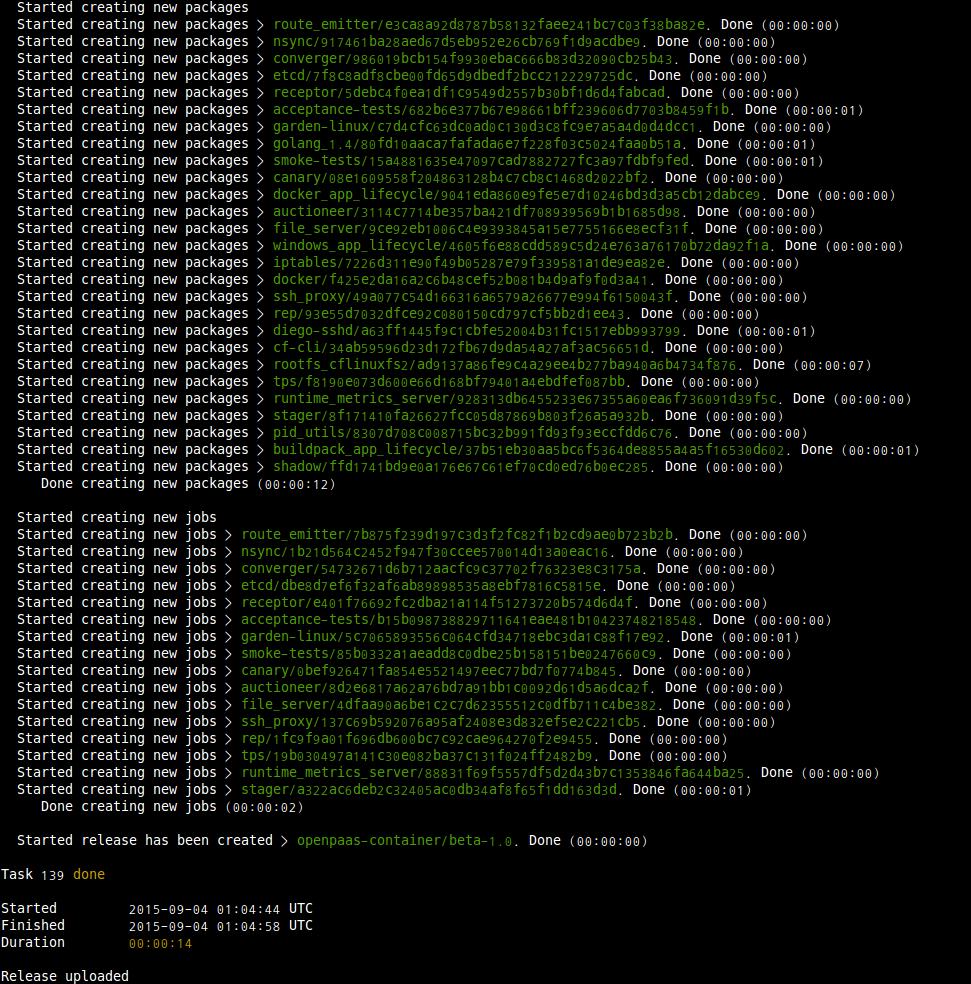 Started creating new packages
Started creating new packages > route_emitter/e3ca8a92d8787b58132faee241bc7c03f38ba82e. Done (00:00:00)
Started creating new packages > nsync/917461ba28aed67d5eb952e26cb769f1d9acdbe9. Done (00:00:00)
Started creating new packages > converger/986019bcb154f9930ebac666b83d32090cb25b43. Done (00:00:00)
Started creating new packages > etcd/7f8c8adf8cbe00fd65d9dbedf2bcc212229725dc. Done (00:00:00)
Started creating new packages > receptor/5debc4f0ea1df1c9549d2557b30bf1d6d4fabcad. Done (00:00:00)
Started creating new packages > acceptance-tests/682b6e377b67e98661bff239606d7703b8459f1b. Done (00:00:01)
Started creating new packages > garden-linux/c7d4cfc63dc0ad0c130d3c8fc9e7a5a4d0d4dcc1. Done (00:00:00)
Started creating new packages > golang_1.4/80fd10aaca7fafada6e7f228f03c5024faa0b51a. Done (00:00:01)
Started creating new packages > smoke-tests/15a4881635e47097cad7882727fc3a97fdbf9fed. Done (00:00:01)
Started creating new packages > canary/08e1609558f204863128b4c7cb8c1468d2022bf2. Done (00:00:00)
Started creating new packages > docker_app_lifecycle/9041eda860e9fe5e7d10246bd3d3a5cb12dabce9. Done (00:00:00)
Started creating new packages > auctioneer/3114c7714be357ba421df708939569b1b1685d98. Done (00:00:00)
Started creating new packages > file_server/9ce92eb1006c4e9393845a15e7755166e8ecf31f. Done (00:00:00)
Started creating new packages > windows_app_lifecycle/4605f6e88cdd589c5d24e763a76170b72da92f1a. Done (00:00:00)
Started creating new packages > iptables/7226d311e90f49b05287e79f339581a1de9ea82e. Done (00:00:00)
Started creating new packages > docker/f425e2da16a2c6b48cef52b081b4d9af9f0d3a41. Done (00:00:00)
Started creating new packages > ssh_proxy/49a077c54d166316a6579a26677e994f6150043f. Done (00:00:00)
Started creating new packages > rep/93e55d7032dfce92c080150cd797cf5bb2d1ee43. Done (00:00:00)
Started creating new packages > diego-sshd/a63ff1445f9c1cbfe52004b31fc1517ebb993799. Done (00:00:01)
Started creating new packages > cf-cli/34ab59596d23d172fb67d9da54a27af3ac56651d. Done (00:00:00)
Started creating new packages > rootfs_cflinuxfs2/ad9137a86fe9c4a29ee4b277ba940a6b4734f876. Done (00:00:07)
Started creating new packages > tps/f8190e073d600e66d168bf79401a4ebdfef087bb. Done (00:00:00)
Started creating new packages > runtime_metrics_server/928313db6455233e67355a60ea6f736091d39f5c. Done (00:00:00)
Started creating new packages > stager/8f171410fa26627fcc05d87869b803f26a5a932b. Done (00:00:00)
Started creating new packages > pid_utils/8307d708c008715bc32b991fd93f93eccfdd6c76. Done (00:00:00)
Started creating new packages > buildpack_app_lifecycle/37b51eb30aa5bc6f5364de8855a4a5f16530d602. Done (00:00:01)
Started creating new packages > shadow/ffd1741bd9e0a176e67c61ef70cd0ed76b0ec285. Done (00:00:00)
Done creating new packages (00:00:12)
Started creating new jobs
Started creating new jobs > route_emitter/7b875f239d197c3d3f2fc82f1b2cd9ae0b723b2b. Done (00:00:00)
Started creating new jobs > nsync/1b21d564c2452f947f30ccee570014d13a0eac16. Done (00:00:00)
Started creating new jobs > converger/54732671d6b712aacfc9c37702f76323e8c3175a. Done (00:00:00)
Started creating new jobs > etcd/dbe8d7ef6f32af6ab89898535a8ebf7816c5815e. Done (00:00:00)
Started creating new jobs > receptor/e401f76692fc2dba21a114f51273720b574d6d4f. Done (00:00:00)
Started creating new jobs > acceptance-tests/b15b098738829711641eae481b10423748218548. Done (00:00:00)
Started creating new jobs > garden-linux/5c7065893556c064cfd34718ebc3da1c88f17e92. Done (00:00:01)
Started creating new jobs > smoke-tests/85b0332a1aeadd8c0dbe25b158151be0247660c9. Done (00:00:00)
Started creating new jobs > canary/0bef926471fa854e5521497eec77bd7f0774b845. Done (00:00:00)
Started creating new jobs > auctioneer/8d2e6817a62a76bd7a91bb1c0092d61d5a6dca2f. Done (00:00:00)
Started creating new jobs > file_server/4dfaa90a6be1c2c7d62355512c0dfb711c4be382. Done (00:00:00)
Started creating new jobs > ssh_proxy/137c69b592076a95af2408e3d832ef5e2c221cb5. Done (00:00:00)
Started creating new jobs > rep/1fc9f9a01f696db600bc7c92cae964270f2e9455. Done (00:00:00)
Started creating new jobs > tps/19b030497a141c30e082ba37c131f024ff2482b9. Done (00:00:00)
Started creating new jobs > runtime_metrics_server/88831f69f5557df5d2d43b7c1353846fa644ba25. Done (00:00:00)
Started creating new jobs > stager/a322ac6deb2c32405ac0db34af8f65f1dd163d3d. Done (00:00:01)
Done creating new jobs (00:00:02)
Started release has been created > openpaas-container/beta-1.0. Done (00:00:00)
Task 139 done
Started 2015-09-04 01:04:44 UTC
Finished 2015-09-04 01:04:58 UTC
Duration 00:00:14
Release uploaded